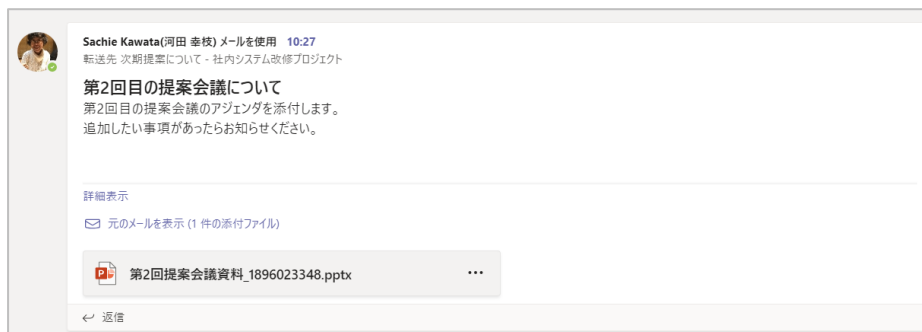 Sachie Kawata(河田 幸枝) メールを使用 10:27
転送先 次期提案について - 社内システム改修プロジェクト
第2回目の提案会議について
第2回目の提案会議のアジェンダを添付します。
追加したい事項があったらお知らせください。
詳細表示
元のメールを表示 (1 件の添付ファイル)
第2回提案会議資料_1896023348.pptx
返信